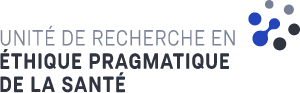 UNITÉ DE RECHERCHE EN
ÉTHIQUE PRAGMATIQUE
DE LA SANTÉ